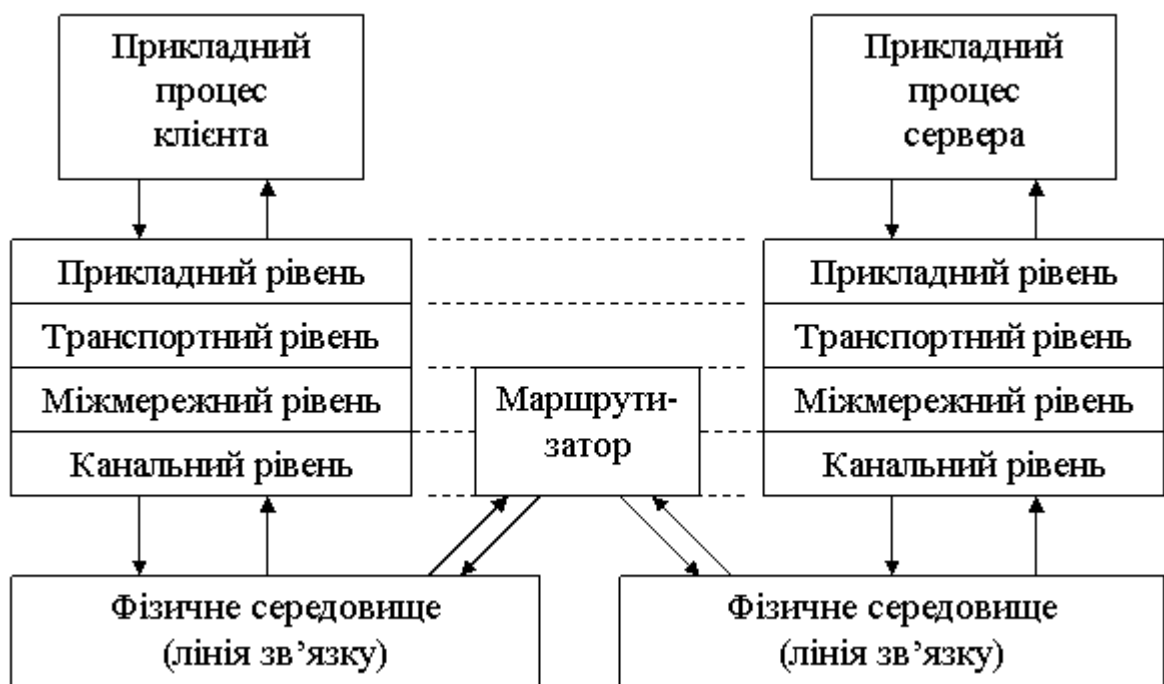 Прикладний
процес
клієнта
Прикладний
процес
сервера
Прикладний рівень
Транспортний рівень
Міжмережний рівень
Канальний рівень
Маршрути-
затор
Прикладний рівень
Транспортний рівень
Міжмережний рівень
Канальний рівень
Фізичне середовище
(лінія зв’язку)
Фізичне середовище
(лінія зв’язку)